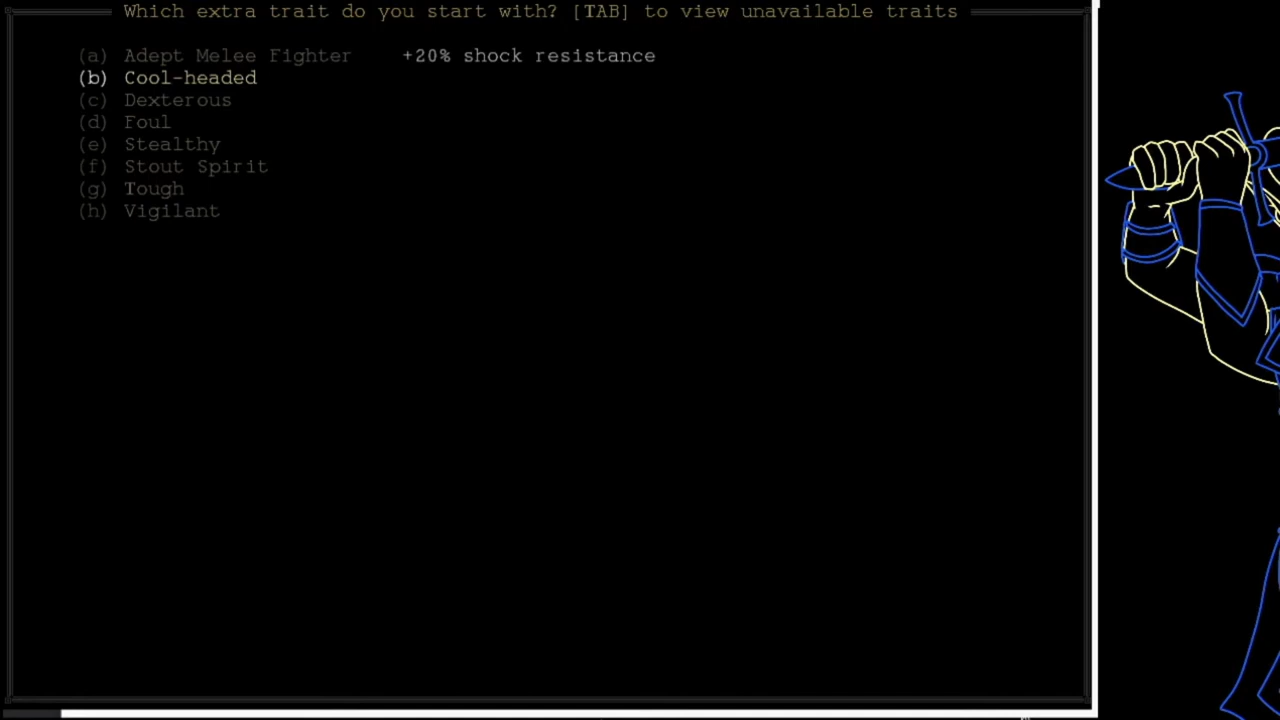 Which extra trait do you start with? [TAB] to view unavailable traits
(a) Adept Melee Fighter +20% shock resistance
(b) Cool-headed
(c) Dexterous
(d) Foul
(e) Stealthy
(f) Stout Spirit
(g) Tough
(h) Vigilant